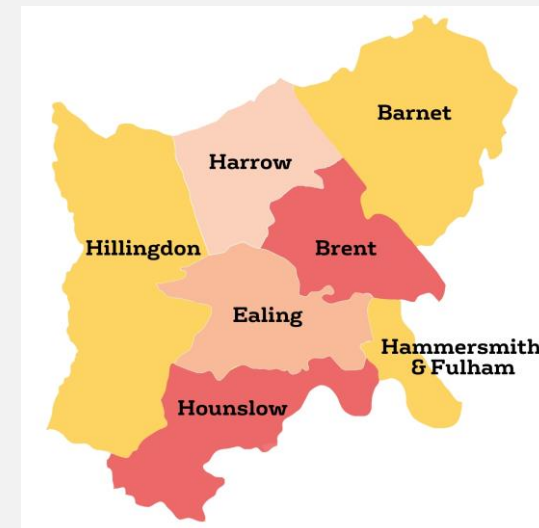 Barnet
Harrow
Hillingdon
Brent
Ealing
Hammersmith
& Fulham
Hounslow